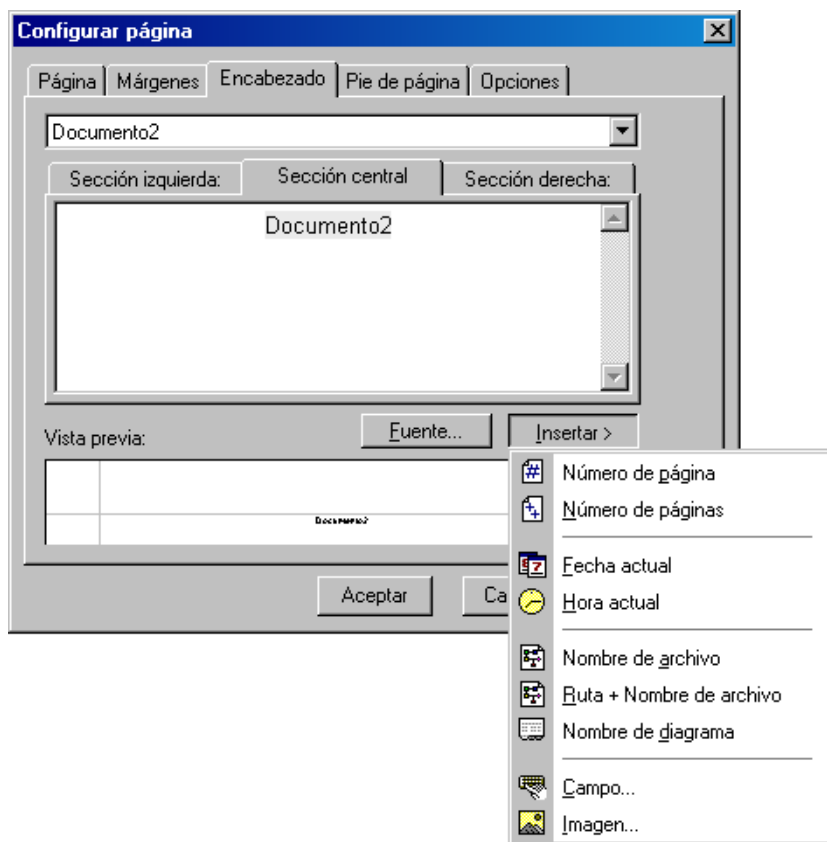 Configurar página
Página Márgenes Encabezado Pie de página Opciones
Documento2
Sección izquierda: Sección central Sección derecha:
Documento2
Vista previa: Fuente... Insertar >
Documento2
Aceptar Ca
Número de página
Número de páginas
Fecha actual
Hora actual
Nombre de archivo
Ruta + Nombre de archivo
Nombre de diagrama
Campo...
Imagen...